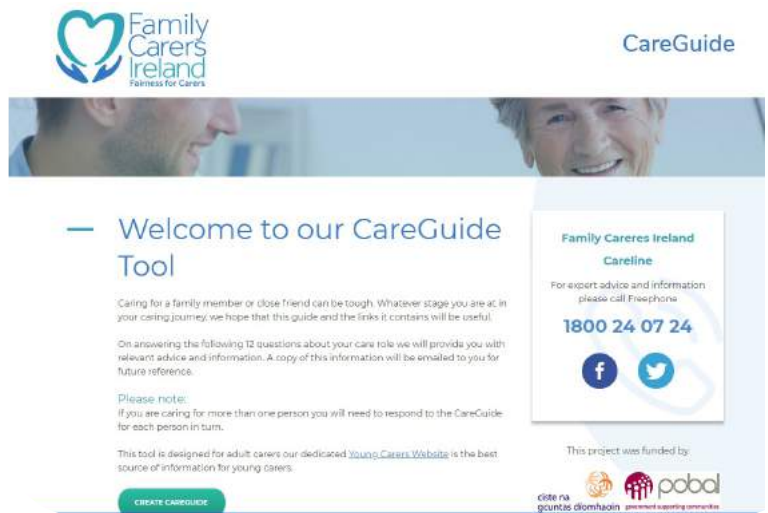 Family
Carers
Ireland
Fairness for Carers
CareGuide
Welcome to our CareGuide
Tool
Caring for a family member or close friend can be tough. Whatever stage you are at in
your caring journey, we hope that this guide and the links it contains will be useful.
On answering the following 12 questions about your care role we will provide you with
relevant advice and information. A copy of this information will be emailed to you for
future reference.
Please note:
If you are caring for more than one person you will need to respond to the CareGuide
for each person in turn.
This tool is designed for adult carers our dedicated Young Carers Website is the best
source of information for young carers.
CREATE CAREGUIDE
Family Careres Ireland
Careline
For expert advice and information
please call Freephone
1800 24 07 24
This project was funded by
ciste na
gcuntas díomhaoin
pobal
government supporting communities